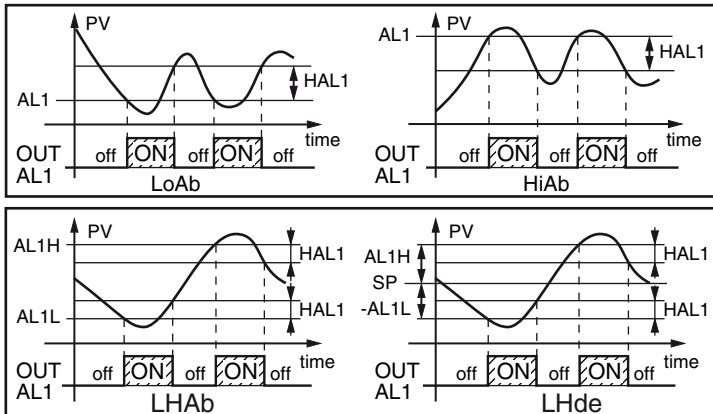 PV
AL1
HAL1
time
OUT
AL1
off ON off ON off
LoAb
PV
AL1
HAL1
time
OUT
AL1
off ON off ON off
HiAb
PV
AL1H
HAL1
HAL1
AL1L
time
OUT
AL1
off ON off ON off
LHAb
PV
AL1H
SP
-AL1L
HAL1
HAL1
time
OUT
AL1
off ON off ON off
LHde